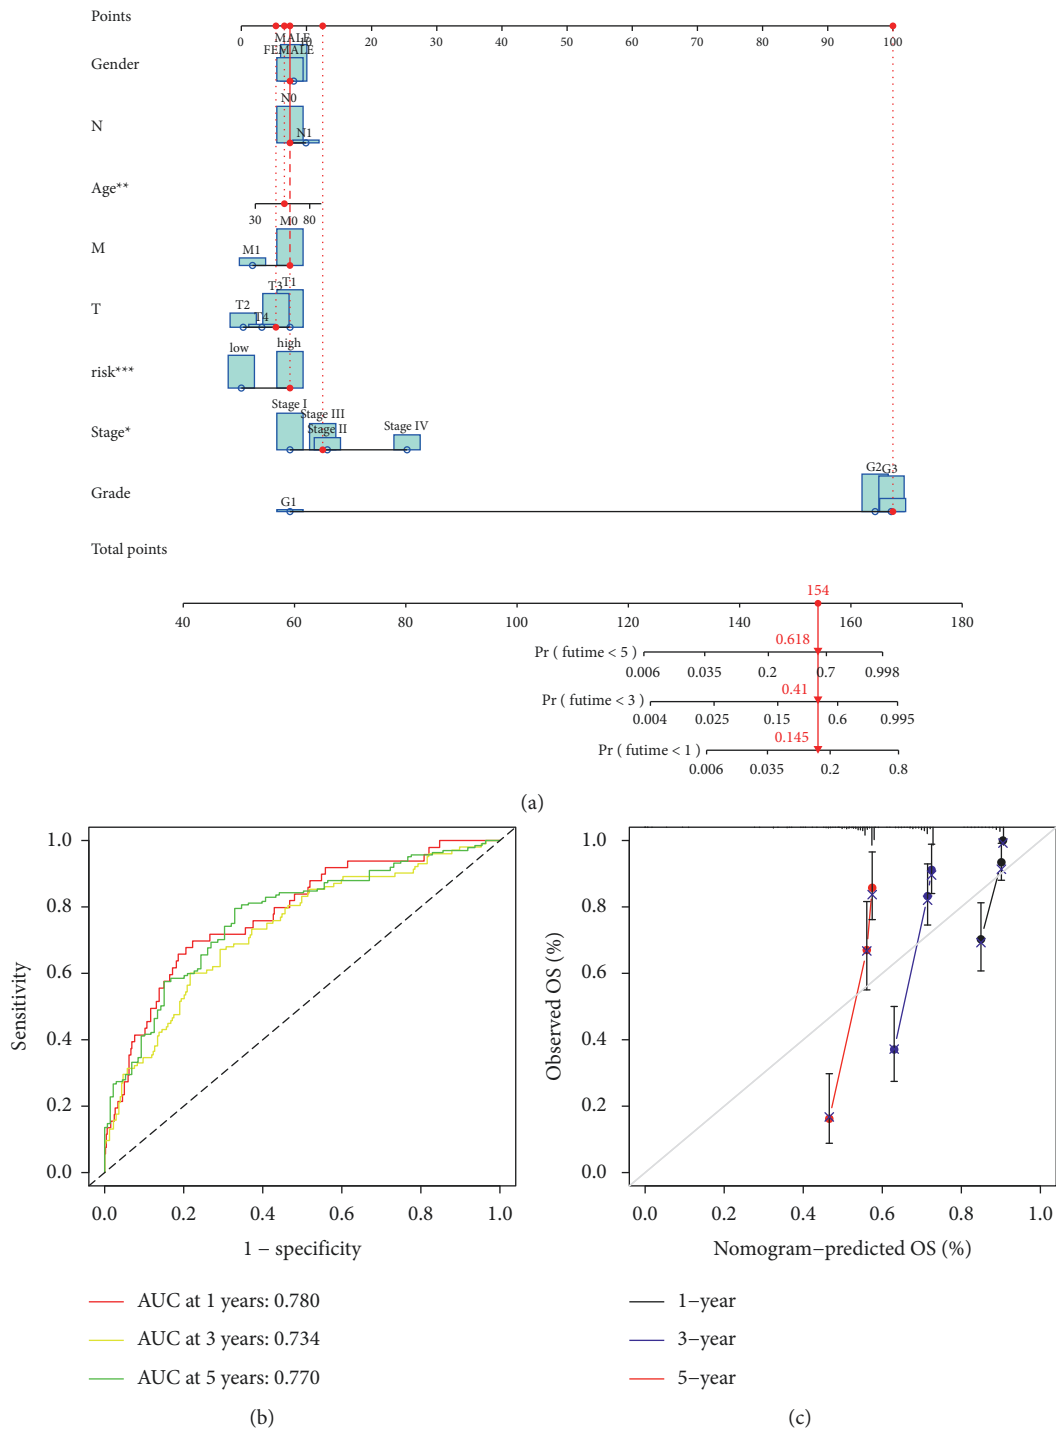 Points
0 10 20 30 40 50 60 70 80 90 100
MALE
FEMALE
Gender
N0
N
N1
Age**
30 80
M0
M
M1
T3 T1
T
T2
T4
low high
risk***
Stage I
Stage III
Stage* Stage II Stage IV
G2 G3
Grade
G1
Total points
154
40 60 80 100 120 140 160 180
0.618
Pr ( futime < 5 )
0.006 0.035 0.2 0.7 0.998
0.41
Pr ( futime < 3 )
0.004 0.025 0.15 0.6 0.995
0.145
Pr ( futime < 1 )
0.006 0.035 0.2 0.8
(a)
1.0
0.8
0.6
0.4
0.2
0.0
Sensitivity
0.0 0.2 0.4 0.6 0.8 1.0
1 − specificity
AUC at 1 years: 0.780
AUC at 3 years: 0.734
AUC at 5 years: 0.770
(b)
1.0
0.8
0.6
0.4
0.2
0.0
Observed OS (%)
0.0 0.2 0.4 0.6 0.8 1.0
Nomogram−predicted OS (%)
1−year
3−year
5−year
(c)